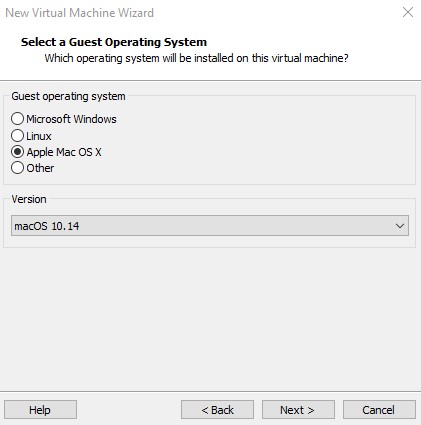 New Virtual Machine Wizard
Select a Guest Operating System
Which operating system will be installed on this virtual machine?
Guest operating system
Microsoft Windows
Linux
Apple Mac OS X
Other
Version
macOS 10.14
Help
< Back
Next >
Cancel